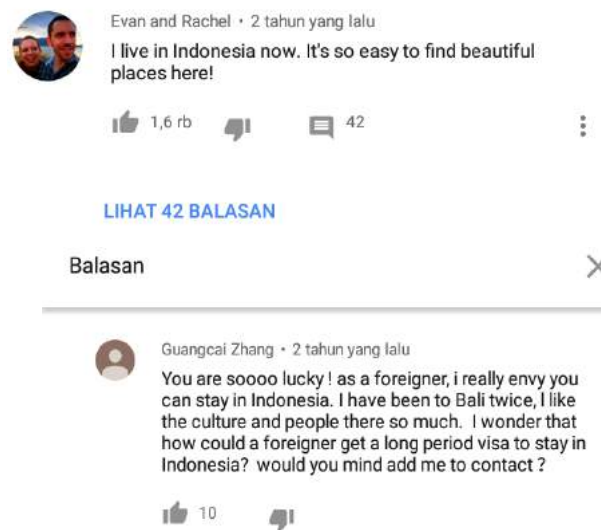 Evan and Rachel • 2 tahun yang lalu
I live in Indonesia now. It's so easy to find beautiful
places here!
1,6 rb
42
LIHAT 42 BALASAN
Balasan
Guangcai Zhang • 2 tahun yang lalu
You are soooo lucky ! as a foreigner, i really envy you
can stay in Indonesia. I have been to Bali twice, I like
the culture and people there so much.  I wonder that
how could a foreigner get a long period visa to stay in
Indonesia?  would you mind add me to contact ?
10